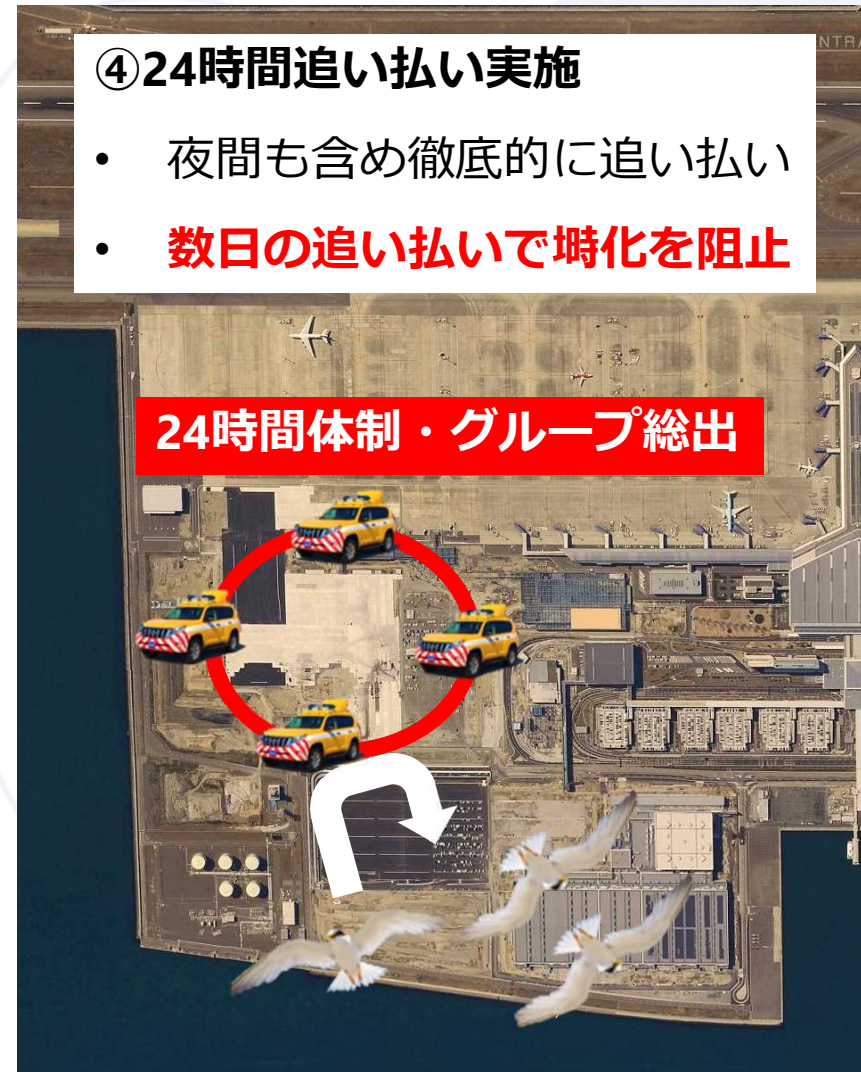 NTRA
④24時間追い払い実施
• 夜間も含め徹底的に追い払い
• 数日の追い払いで塒化を阻止
24時間体制・グループ総出